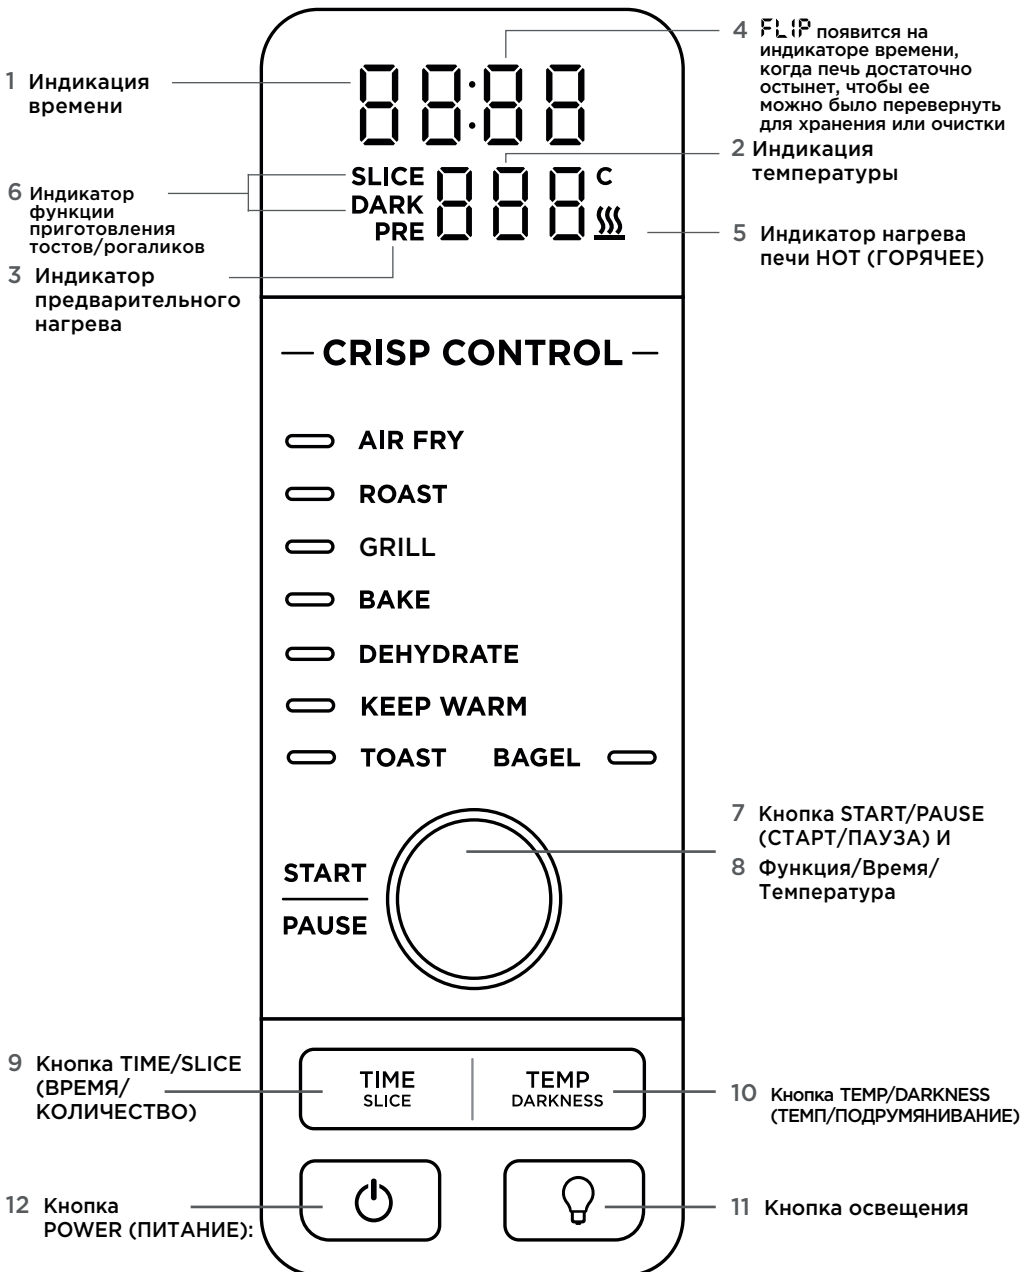 4 FLIP появится на
индикаторе времени,
когда печь достаточно
остынет, чтобы ее
можно было перевернуть
для хранения или очистки
1 Индикация
времени
88:88
2 Индикация
температуры
6 Индикатор
функции
приготовления
тостов/рогаликов
SLICE
DARK
PRE
888
C
5 Индикатор нагрева
печи HOT (ГОРЯЧЕЕ)
3 Индикатор
предварительного
нагрева
— CRISP CONTROL —
AIR FRY
ROAST
GRILL
BAKE
DEHYDRATE
KEEP WARM
TOAST BAGEL
7 Кнопка START/PAUSE
(СТАРТ/ПАУЗА) И
8 Функция/Время/
Температура
START
PAUSE
9 Кнопка TIME/SLICE
(ВРЕМЯ/
КОЛИЧЕСТВО)
TIME
SLICE
TEMP
DARKNESS
10 Кнопка TEMP/DARKNESS
(ТЕМП/ПОДРУМЯНИВАНИЕ)
12 Кнопка
POWER (ПИТАНИЕ):
11 Кнопка освещения